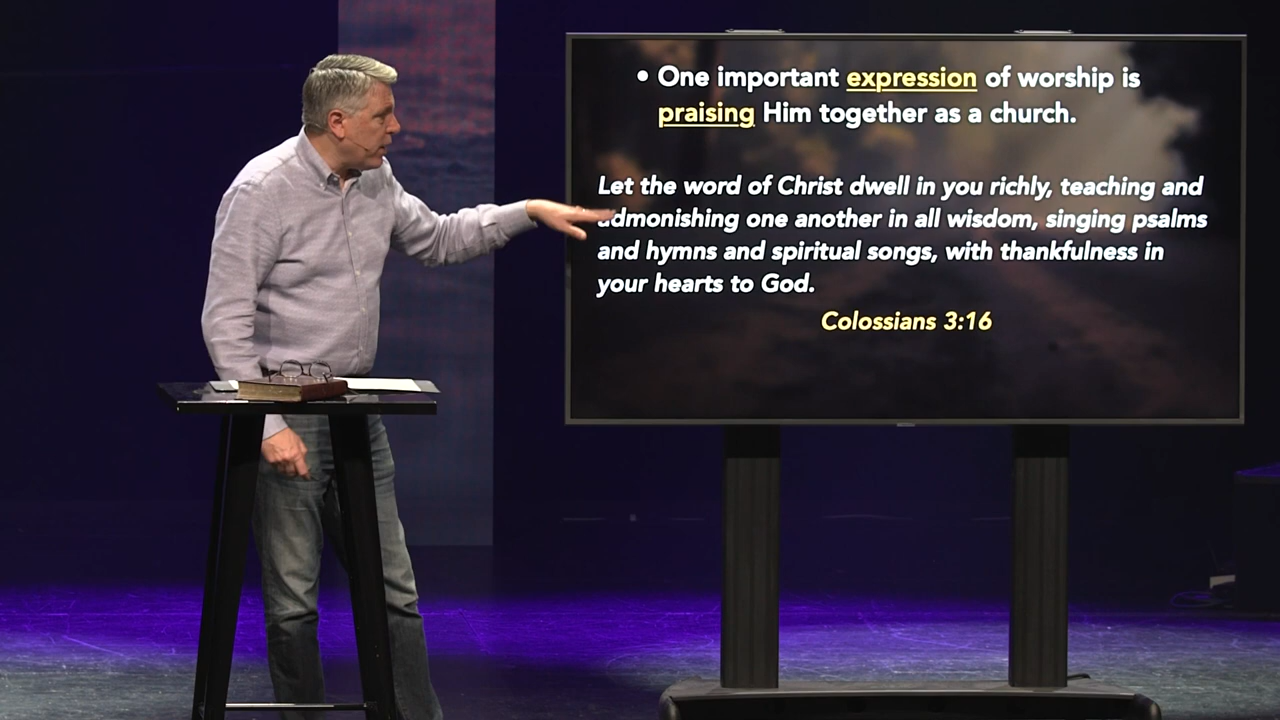 • One important expression of worship is
praising Him together as a church.
Let the word of Christ dwell in you richly, teaching and
admonishing one another in all wisdom, singing psalms
and hymns and spiritual songs, with thankfulness in
your hearts to God.
Colossians 3:16